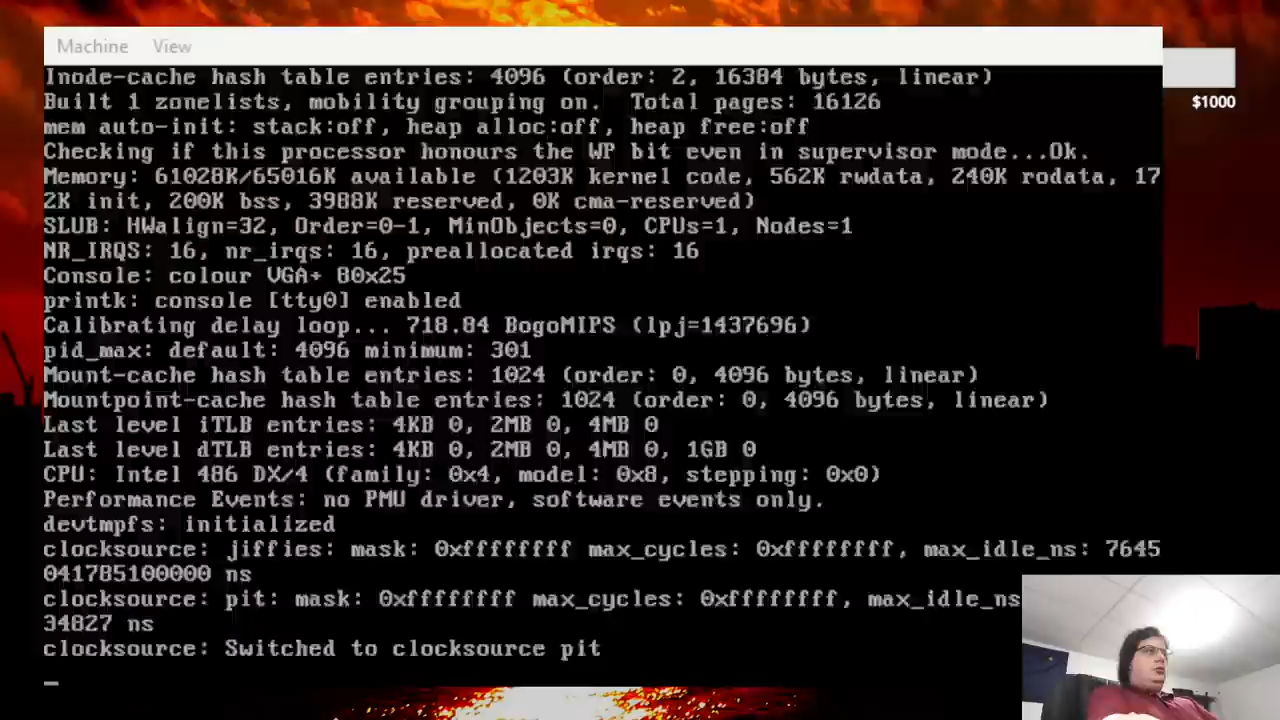 Machine View
Inode-cache hash table entries: 4096 (order: 2, 16384 bytes, linear)
Built 1 zonelists, mobility grouping on.  Total pages: 16126
$1000
mem auto-init: stack:off, heap alloc:off, heap free:off
Checking if this processor honours the WP bit even in supervisor mode...Ok.
Memory: 61028K/65016K available (1203K kernel code, 562K rwdata, 240K rodata, 17
2K init, 200K bss, 3988K reserved, 0K cma-reserved)
SLUB: HWalign=32, Order=0-1, MinObjects=0, CPUs=1, Nodes=1
NR_IRQS: 16, nr_irqs: 16, preallocated irqs: 16
Console: colour VGA+ 80x25
printk: console [tty0] enabled
Calibrating delay loop... 718.84 BogoMIPS (lpj=1437696)
pid_max: default: 4096 minimum: 301
Mount-cache hash table entries: 1024 (order: 0, 4096 bytes, linear)
Mountpoint-cache hash table entries: 1024 (order: 0, 4096 bytes, linear)
Last level iTLB entries: 4KB 0, 2MB 0, 4MB 0
Last level dTLB entries: 4KB 0, 2MB 0, 4MB 0, 1GB 0
CPU: Intel 486 DX/4 (family: 0x4, model: 0x8, stepping: 0x0)
Performance Events: no PMU driver, software events only.
devtmpfs: initialized
clocksource: jiffies: mask: 0xffffffff max_cycles: 0xffffffff, max_idle_ns: 7645
041785100000 ns
clocksource: pit: mask: 0xffffffff max_cycles: 0xffffffff, max_idle_ns
34827 ns
clocksource: Switched to clocksource pit